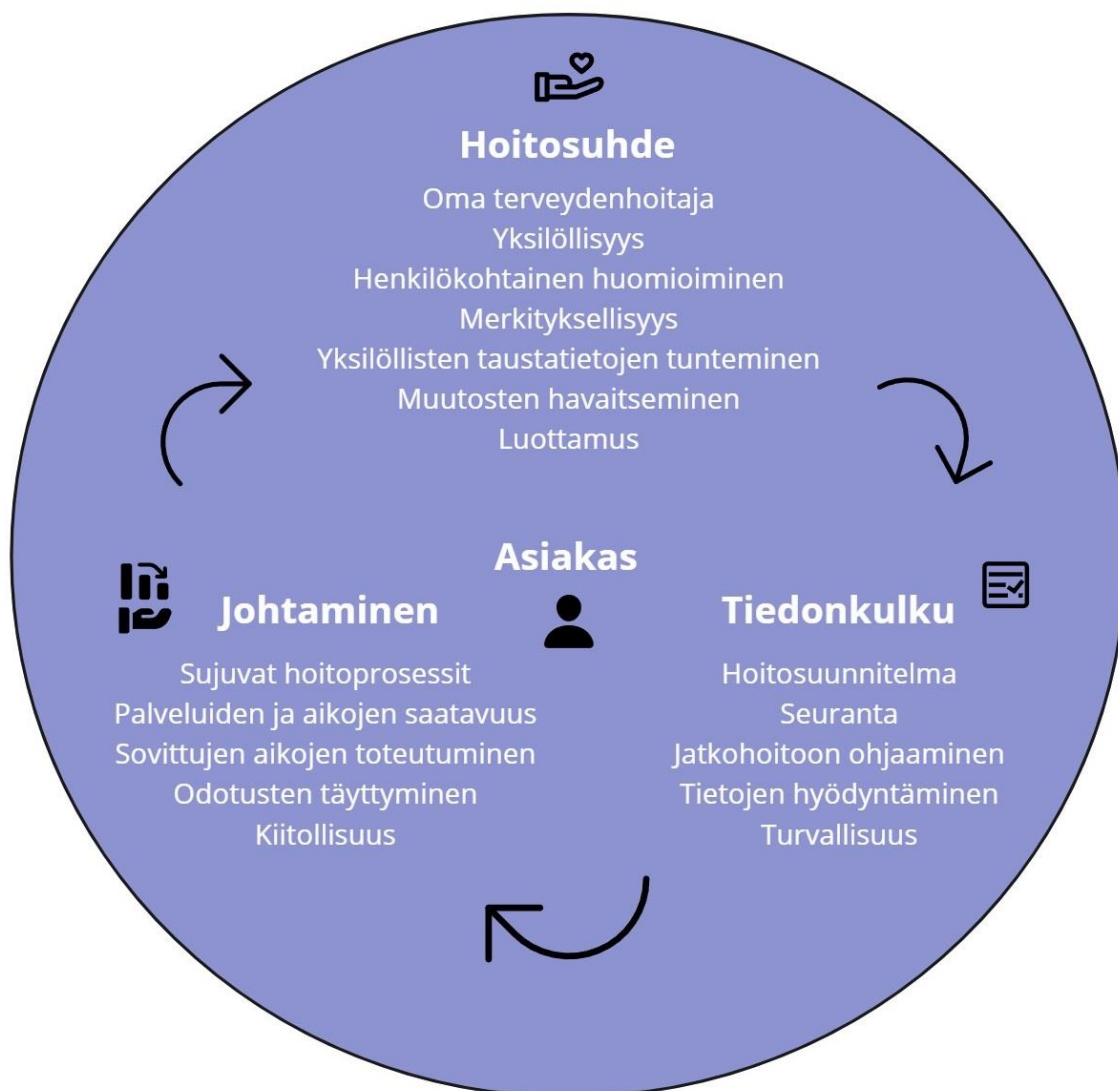 Hoitosuhde
Oma terveydenhoitaja
Yksilöllisyys
Henkilökohtainen huomioiminen
Merkityksellisyys
Yksilöllisten taustatietojen tunteminen
Muutosten havaitseminen
Luottamus
Asiakas
Johtaminen
Sujuvat hoitoprosessit
Palveluiden ja aikojen saatavuus
Sovittujen aikojen toteutuminen
Odotusten täyttyminen
Kiitollisuus
Tiedonkulku
Hoitosuunnitelma
Seuranta
Jatkohoitoon ohjaaminen
Tietojen hyödyntäminen
Turvallisuus